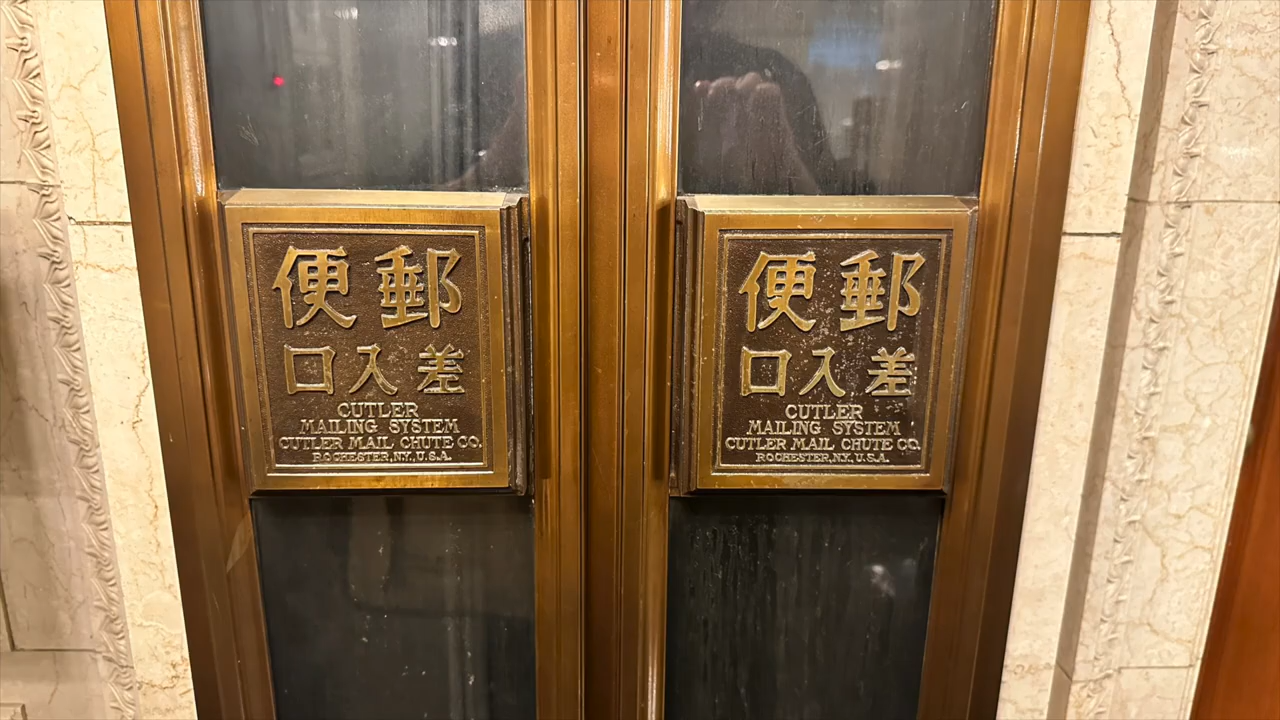 郵便
差入口
CUTLER
MAILING SYSTEM
CUTLER MAIL CHUTE CO.
ROCHESTER, N.Y., U.S.A.
郵便
差入口
CUTLER
MAILING SYSTEM
CUTLER MAIL CHUTE CO.
ROCHESTER, N.Y., U.S.A.